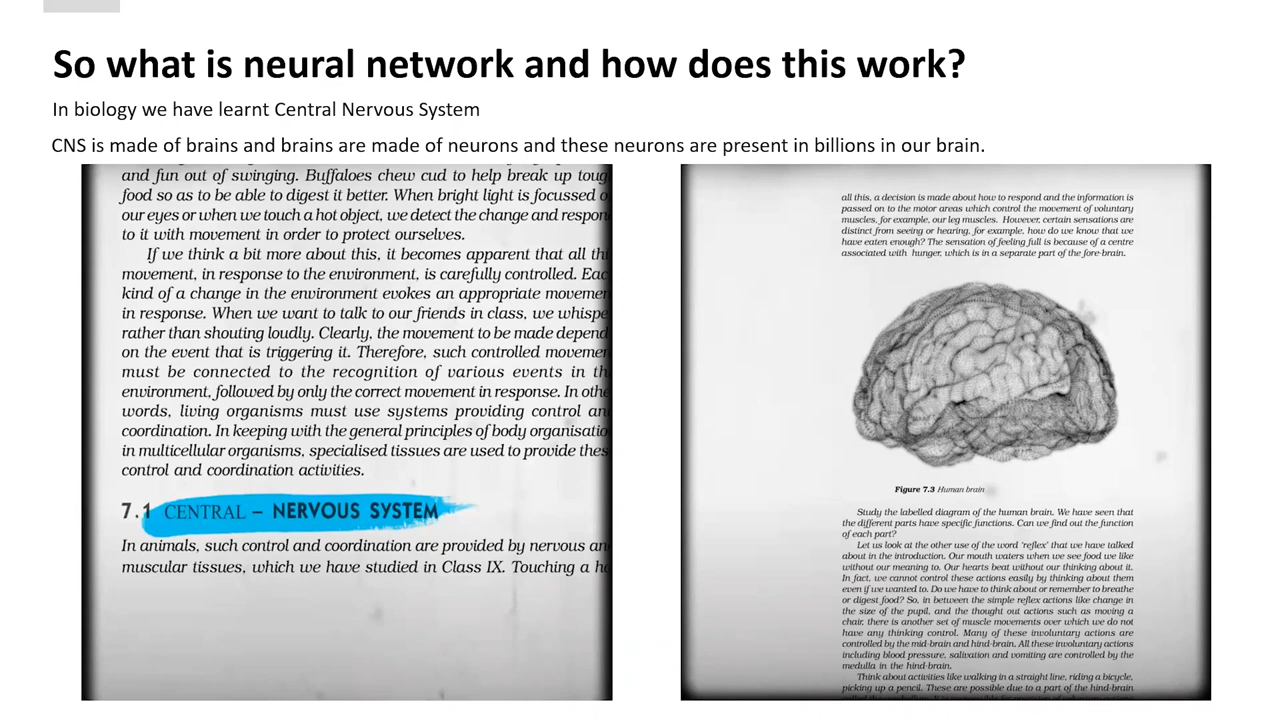 So what is neural network and how does this work?
In biology we have learnt Central Nervous System
CNS is made of brains and brains are made of neurons and these neurons are present in billions in our brain.
and fun out of swinging. Buffaloes chew cud to help break up toug
food so as to be able to digest it better. When bright light is focussed o
our eyes or when we touch a hot object, we detect the change and respon
to it with movement in order to protect ourselves.
If we think a bit more about this, it becomes apparent that all thi
movement, in response to the environment, is carefully controlled. Eac
kind of a change in the environment evokes an appropriate movemen
in response. When we want to talk to our friends in class, we whispe
rather than shouting loudly. Clearly, the movement to be made depend
on the event that is triggering it. Therefore, such controlled movemen
must be connected to the recognition of various events in th
environment, followed by only the correct movement in response. In othe
words, living organisms must use systems providing control an
coordination. In keeping with the general principles of body organisatio
in multicellular organisms, specialised tissues are used to provide thes
control and coordination activities.
7.1 CENTRAL – NERVOUS SYSTEM
In animals, such control and coordination are provided by nervous an
muscular tissues, which we have studied in Class IX. Touching a ho
all this, a decision is made about how to respond and the information is
passed on to the motor areas which control the movement of voluntary
muscles, for example, our leg muscles. However, certain sensations are
distinct from seeing or hearing, for example, how do we know that we
have eaten enough? The sensation of feeling full is because of a centre
associated with hunger, which is in a separate part of the fore-brain.
Figure 7.3 Human brain
Study the labelled diagram of the human brain. We have seen that
the different parts have specific functions. Can we find out the function
of each part?
Let us look at the other use of the word 'reflex' that we have talked
about in the introduction. Our mouth waters when we see food we like
without our meaning to. Our hearts beat without our thinking about it.
In fact, we cannot control these actions easily by thinking about them
even if we wanted to. Do we have to think about or remember to breathe
or digest food? So, in between the simple reflex actions like change in
the size of the pupil, and the thought out actions such as moving a
chair, there is another set of muscle movements over which we do not
have any thinking control. Many of these involuntary actions are
controlled by the mid-brain and hind-brain. All these involuntary actions
including blood pressure, salivation and vomiting are controlled by the
medulla in the hind-brain.
Think about activities like walking in a straight line, riding a bicycle,
picking up a pencil. These are possible due to a part of the hind-brain